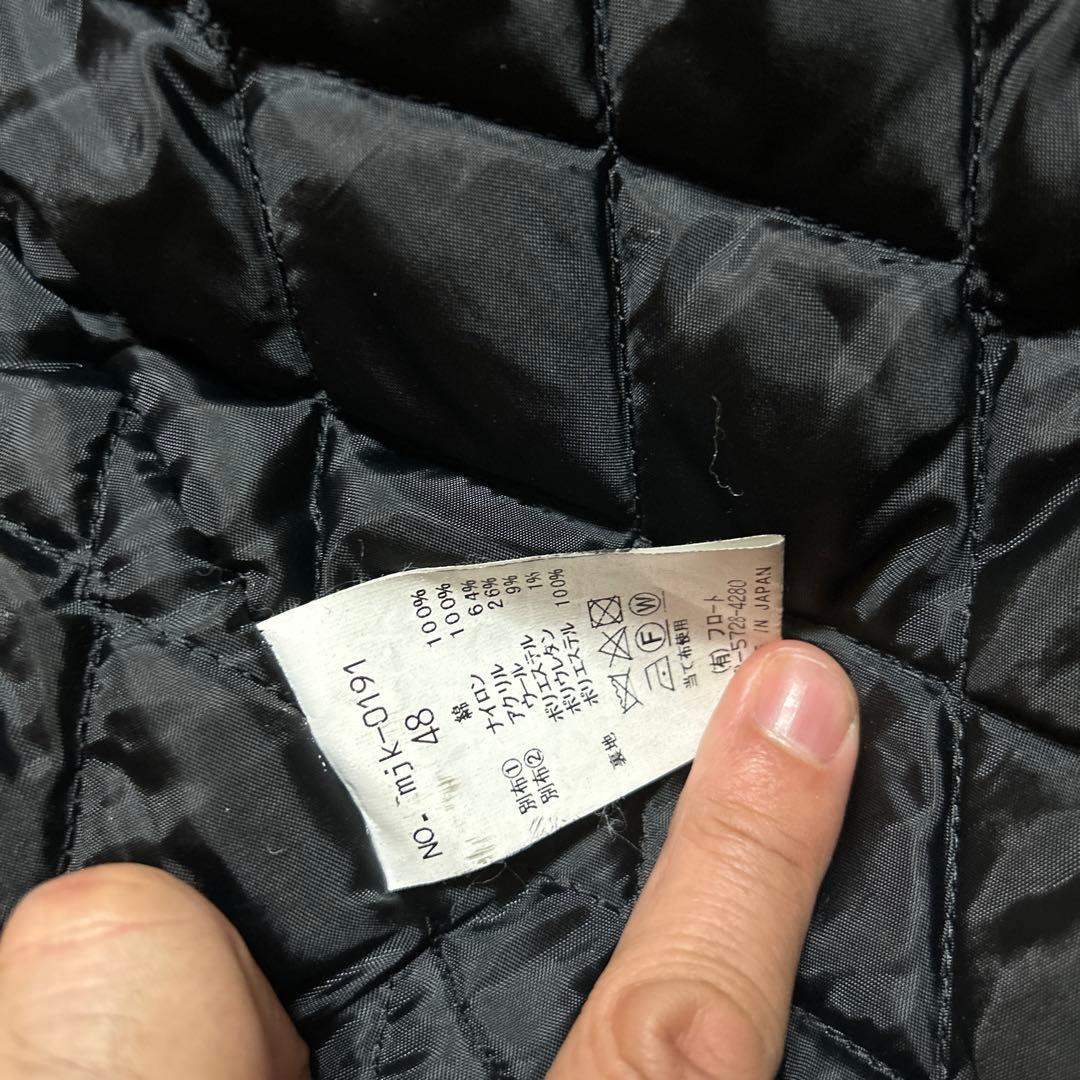 NO. mjk-0191
48
綿 100%
別布① ナイロン 100%
別布② アクリル 64%
ウール 26%
ポリエステル 9%
ポリウレタン 1%
裏地 ポリエステル 100%
F W
当て布使用
(有)フロート
-5728-4280
IN JAPAN